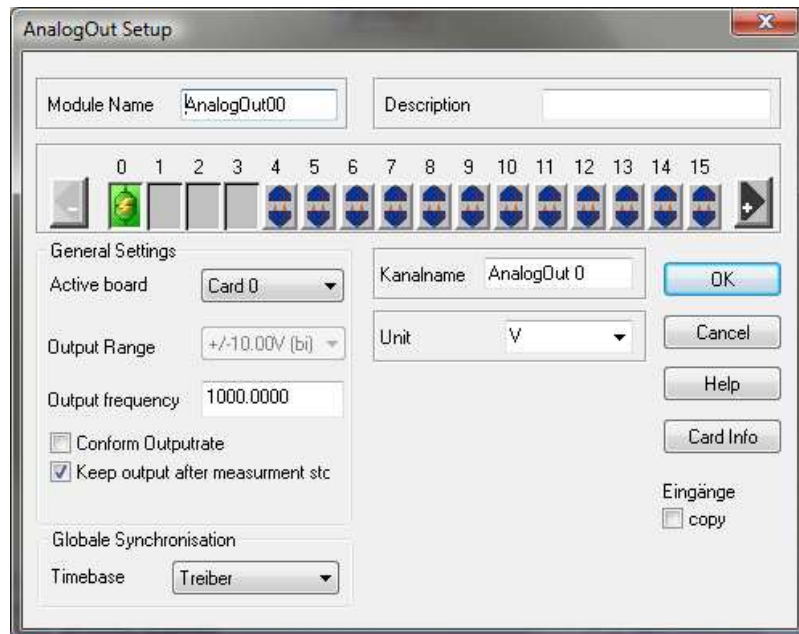 AnalogOut Setup
Module Name AnalogOut00
Description
0 1 2 3 4 5 6 7 8 9 10 11 12 13 14 15
General Settings
Active board Card 0
Output Range +/-10.00V (bi)
Output frequency 1000.0000
Conform Outputrate
Keep output after measurment stc
Globale Synchronisation
Timebase Treiber
Kanalname AnalogOut 0
Unit V
OK
Cancel
Help
Card Info
Eingänge
copy